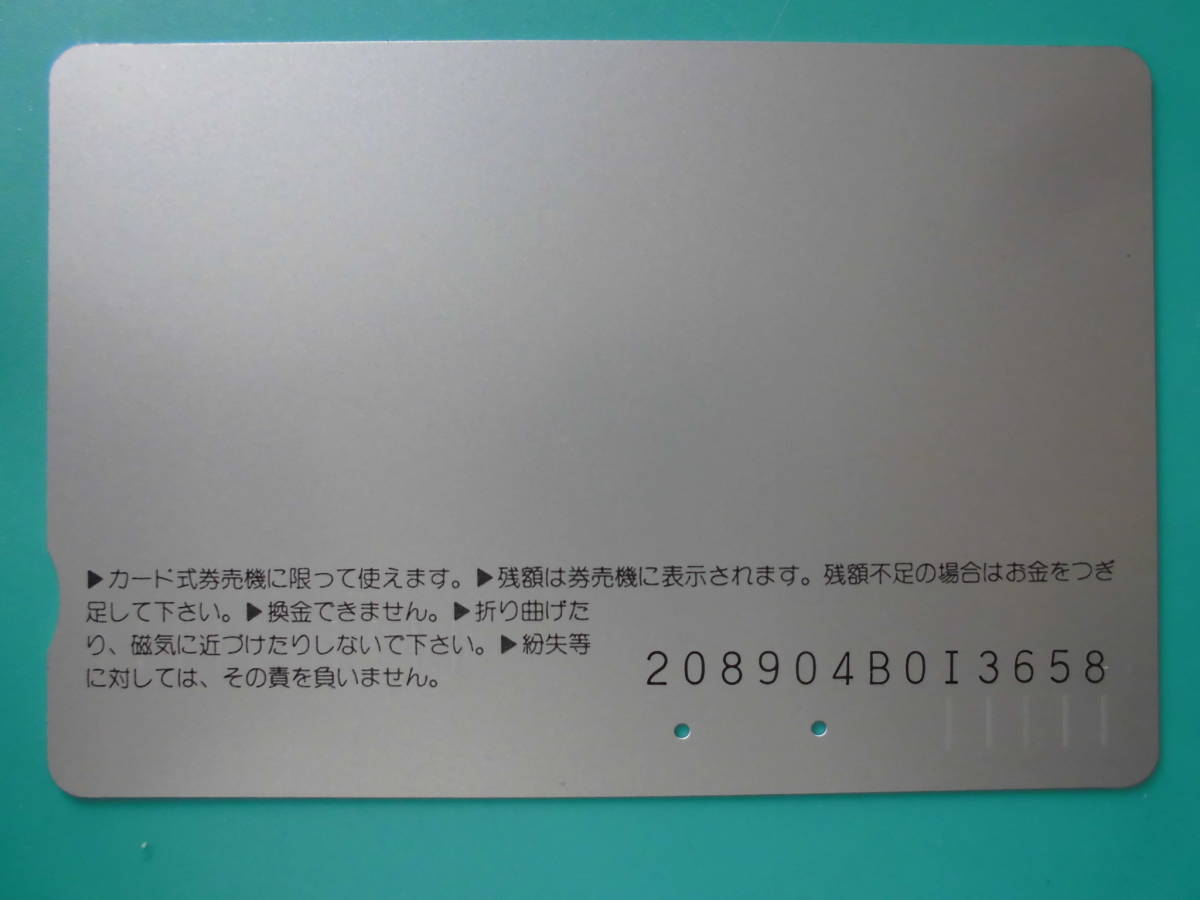 ▶カード式券売機に限って使えます。▶残額は券売機に表示されます。残額不足の場合はお金をつぎ
足して下さい。▶換金できません。▶折り曲げた
り、磁気に近づけたりしないで下さい。▶紛失等
に対しては、その責を負いません。
208904B0I3658